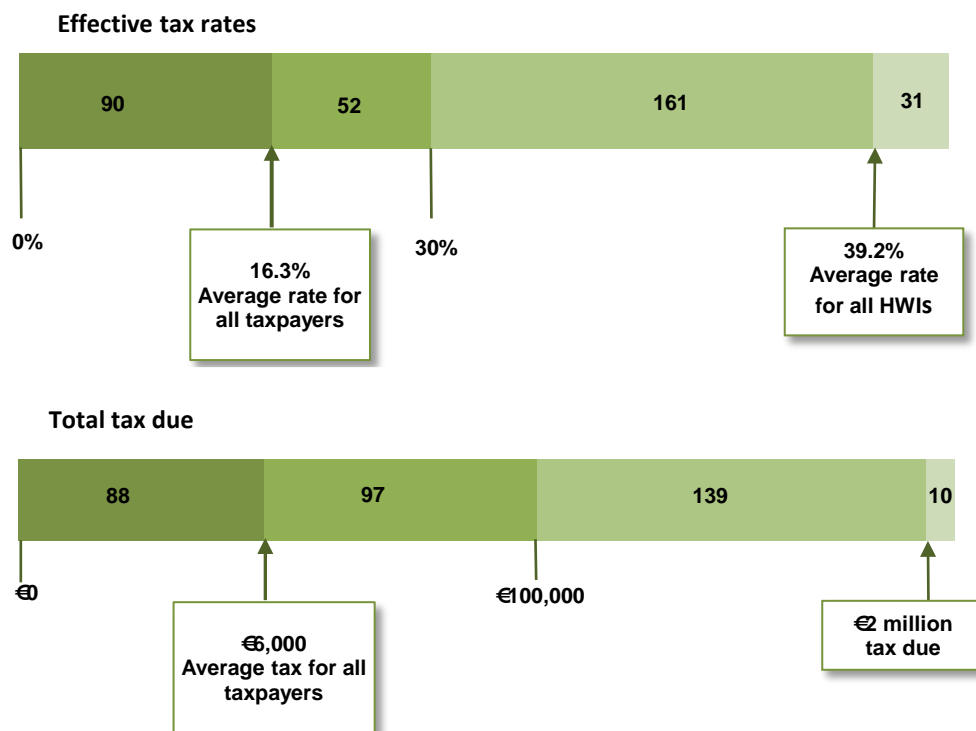 Effective tax rates
90 52 161 31
0%
16.3%
Average rate for
all taxpayers
30%
39.2%
Average rate
for all HWIs
Total tax due
88 97 139 10
€0
€6,000
Average tax for all
taxpayers
€100,000
€2 million
tax due